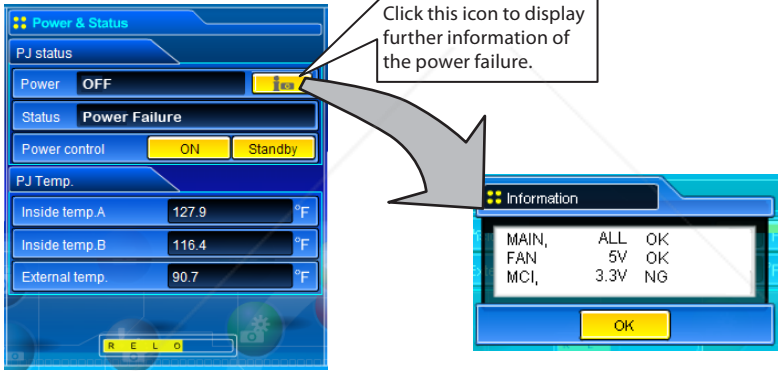 Power & Status
PJ status
Power OFF i
Status Power Failure
Power control ON Standby
PJ Temp.
Inside temp.A 127.9 °F
Inside temp.B 116.4 °F
External temp. 90.7 °F
R E L O
Click this icon to display
further information of
the power failure.
Information
MAIN, ALL OK
FAN 5V OK
MCI, 3.3V NG
OK